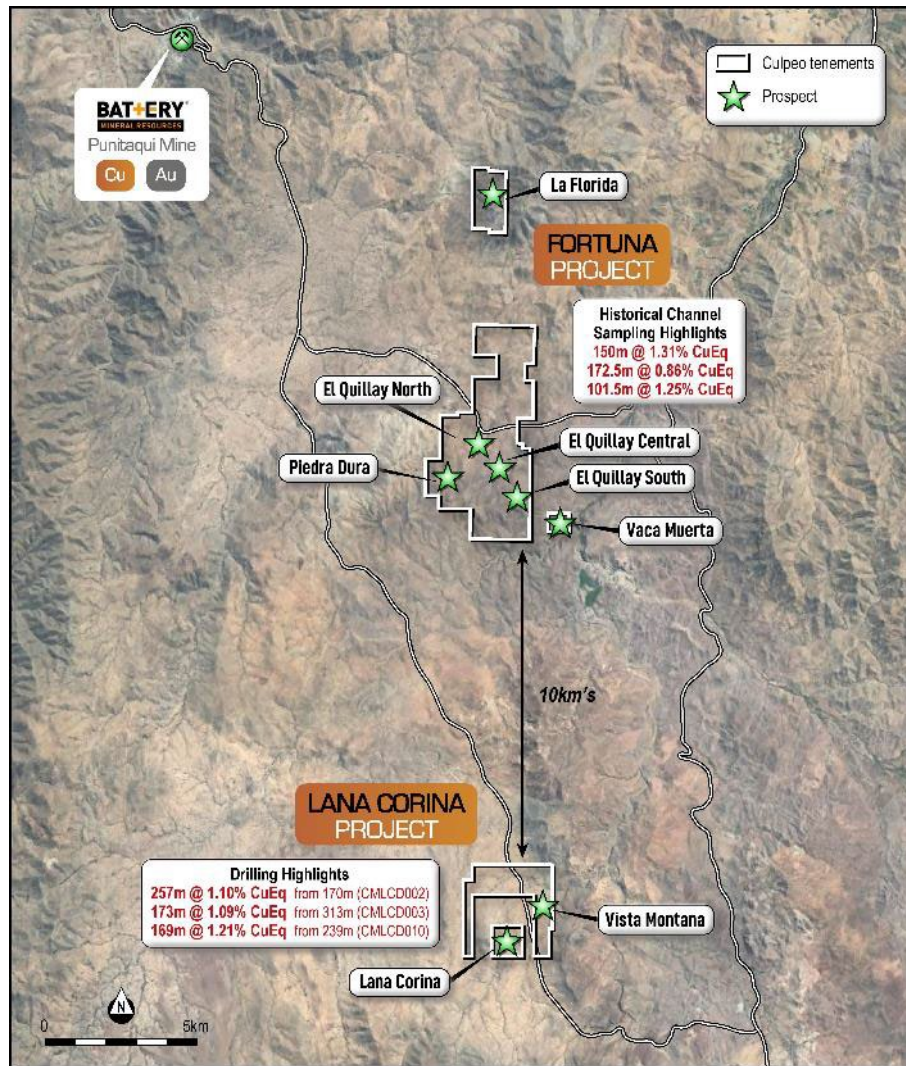 BATTERY
MINERAL RESOURCES
Punitaqui Mine
Cu Au
Culpeo tenements
Prospect
La Florida
FORTUNA
PROJECT
Historical Channel
Sampling Highlights
150m @ 1.31% CuEq
172.5m @ 0.86% CuEq
101.5m @ 1.25% CuEq
El Quillay North
El Quillay Central
Piedra Dura
El Quillay South
Vaca Muerta
10km's
LANA CORINA
PROJECT
Drilling Highlights
257m @ 1.10% CuEq from 170m (CMLCD002)
173m @ 1.09% CuEq from 313m (CMLCD003)
169m @ 1.21% CuEq from 239m (CMLCD010)
Vista Montana
Lana Corina
N
0 5km